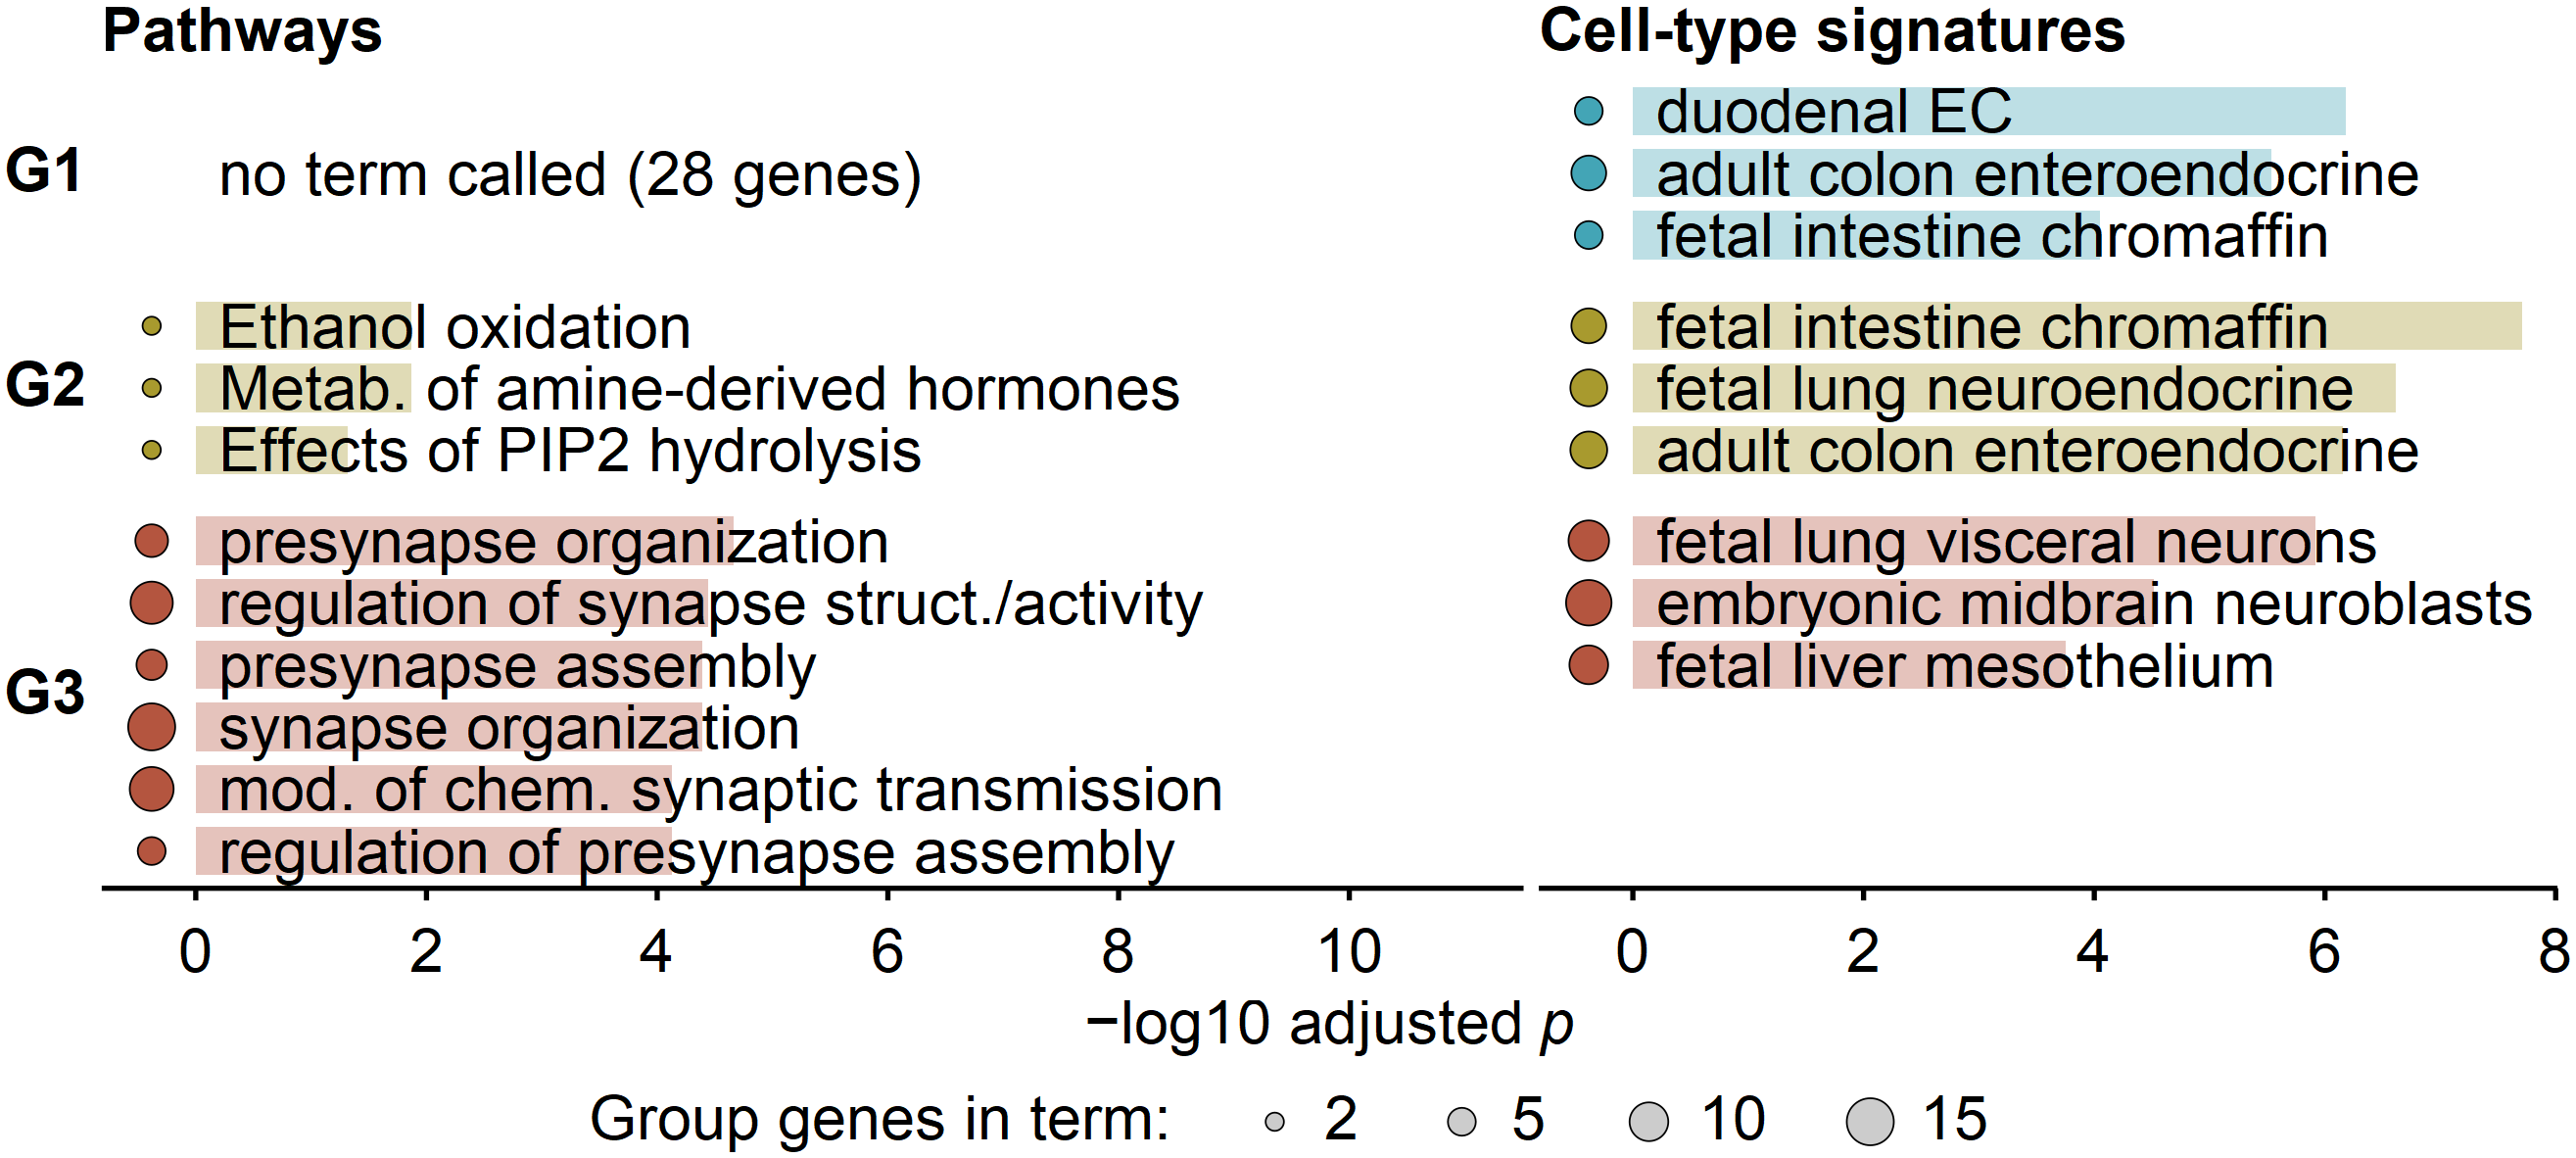 Pathways
G1
no term called (28 genes)
G2
Ethanol oxidation
Metab. of amine-derived hormones
Effects of PIP2 hydrolysis
G3
presynapse organization
regulation of synapse struct./activity
presynapse assembly
synapse organization
mod. of chem. synaptic transmission
regulation of presynapse assembly
0 2 4 6 8 10
Cell-type signatures
duodenal EC
adult colon enteroendocrine
fetal intestine chromaffin
fetal intestine chromaffin
fetal lung neuroendocrine
adult colon enteroendocrine
fetal lung visceral neurons
embryonic midbrain neuroblasts
fetal liver mesothelium
0 2 4 6 8
−log10 adjusted p
Group genes in term: 2 5 10 15